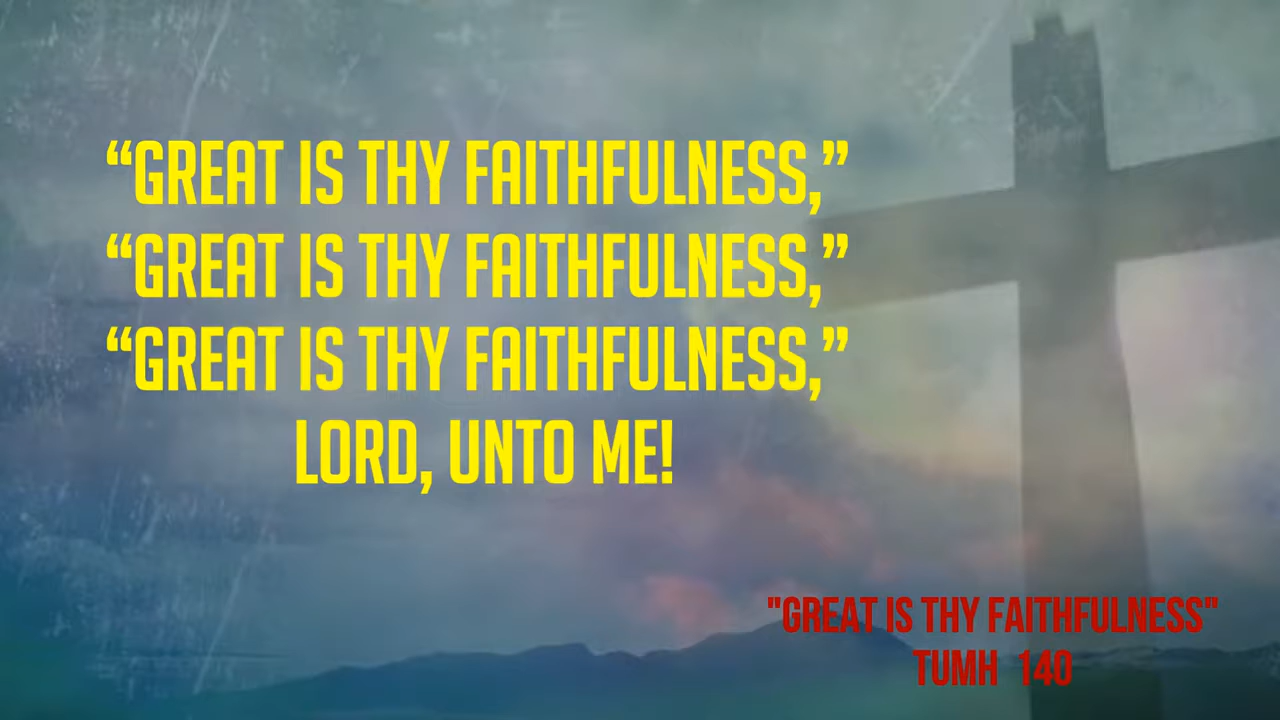 “GREAT IS THY FAITHFULNESS,”
“GREAT IS THY FAITHFULNESS,”
“GREAT IS THY FAITHFULNESS,”
LORD, UNTO ME!
"GREAT IS THY FAITHFULNESS"
TUMH 140